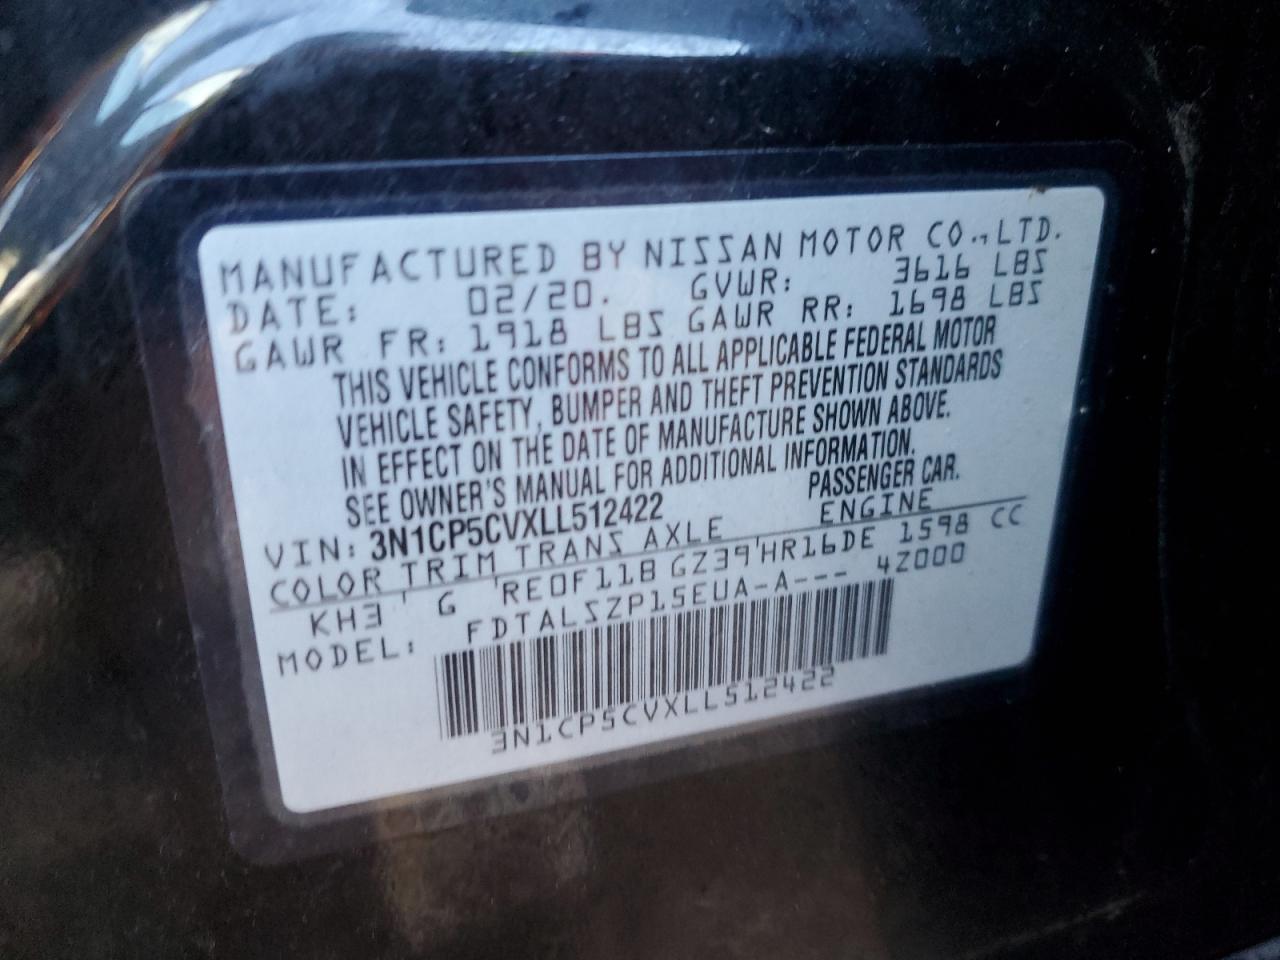 MANUFACTURED BY NISSAN MOTOR CO.,LTD.
DATE: 02/20. GVWR: 3616 LBS
GAWR FR: 1918 LBS GAWR RR: 1698 LBS
THIS VEHICLE CONFORMS TO ALL APPLICABLE FEDERAL MOTOR
VEHICLE SAFETY, BUMPER AND THEFT PREVENTION STANDARDS
IN EFFECT ON THE DATE OF MANUFACTURE SHOWN ABOVE.
SEE OWNER'S MANUAL FOR ADDITIONAL INFORMATION.
VIN: 3N1CP5CVXLL512422 PASSENGER CAR.
COLOR TRIM TRANS AXLE ENGINE
KH3 ' G 'RE0F11B GZ39'HR16DE 1598 CC
MODEL: FDTALSZP15EUA-A--- 4Z000
3N1CP5CVXLL512422